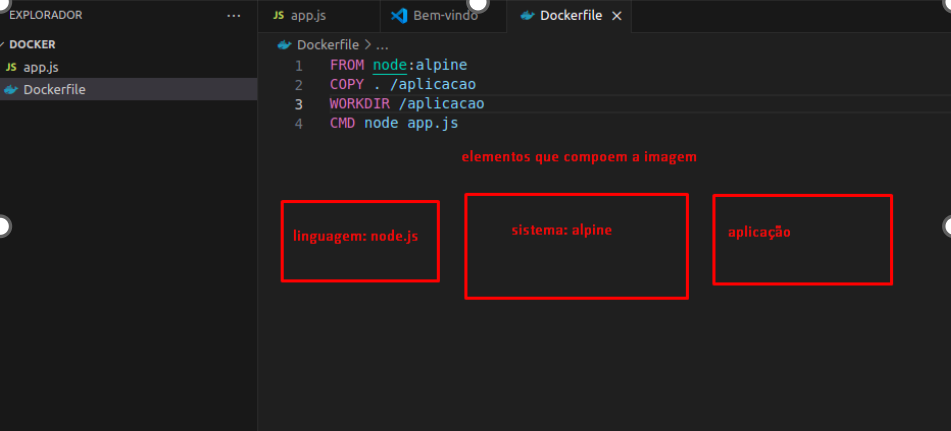 EXPLORADOR ...
JS app.js
Bem-vindo
Dockerfile
DOCKER
JS app.js
Dockerfile
Dockerfile > ...
1 FROM node:alpine
2 COPY . /aplicacao
3 WORKDIR /aplicacao
4 CMD node app.js
elementos que compoem a imagem
linguagem: node.js
sistema: alpine
aplicação